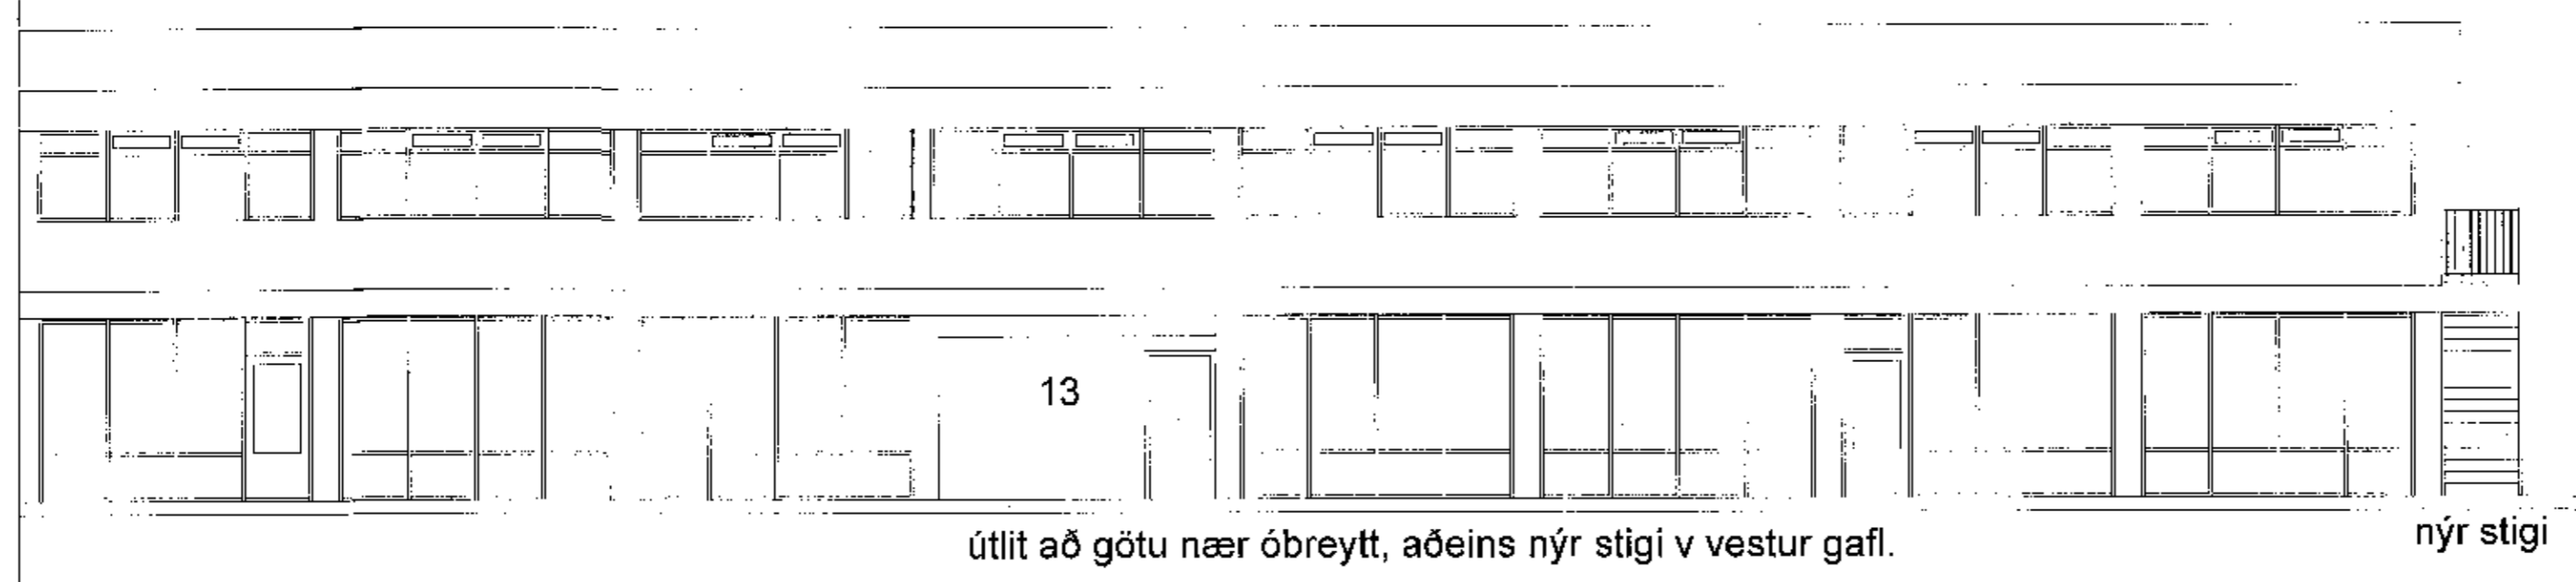 13
útlit að götu nær óbreytt, aðeins nýr stigi v vestur gafl.
nýr stigi